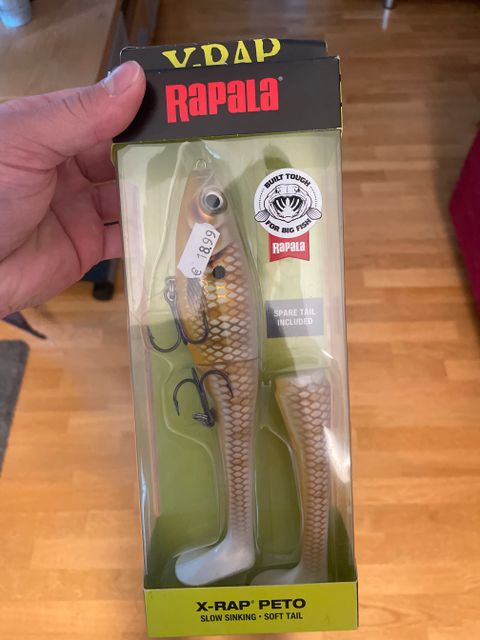 X-RAP
Rapala®
BUILT TOUGH
FOR BIG FISH
Rapala
€ 18.99
SPARE TAIL
INCLUDED
X-RAP® PETO
SLOW SINKING · SOFT TAIL